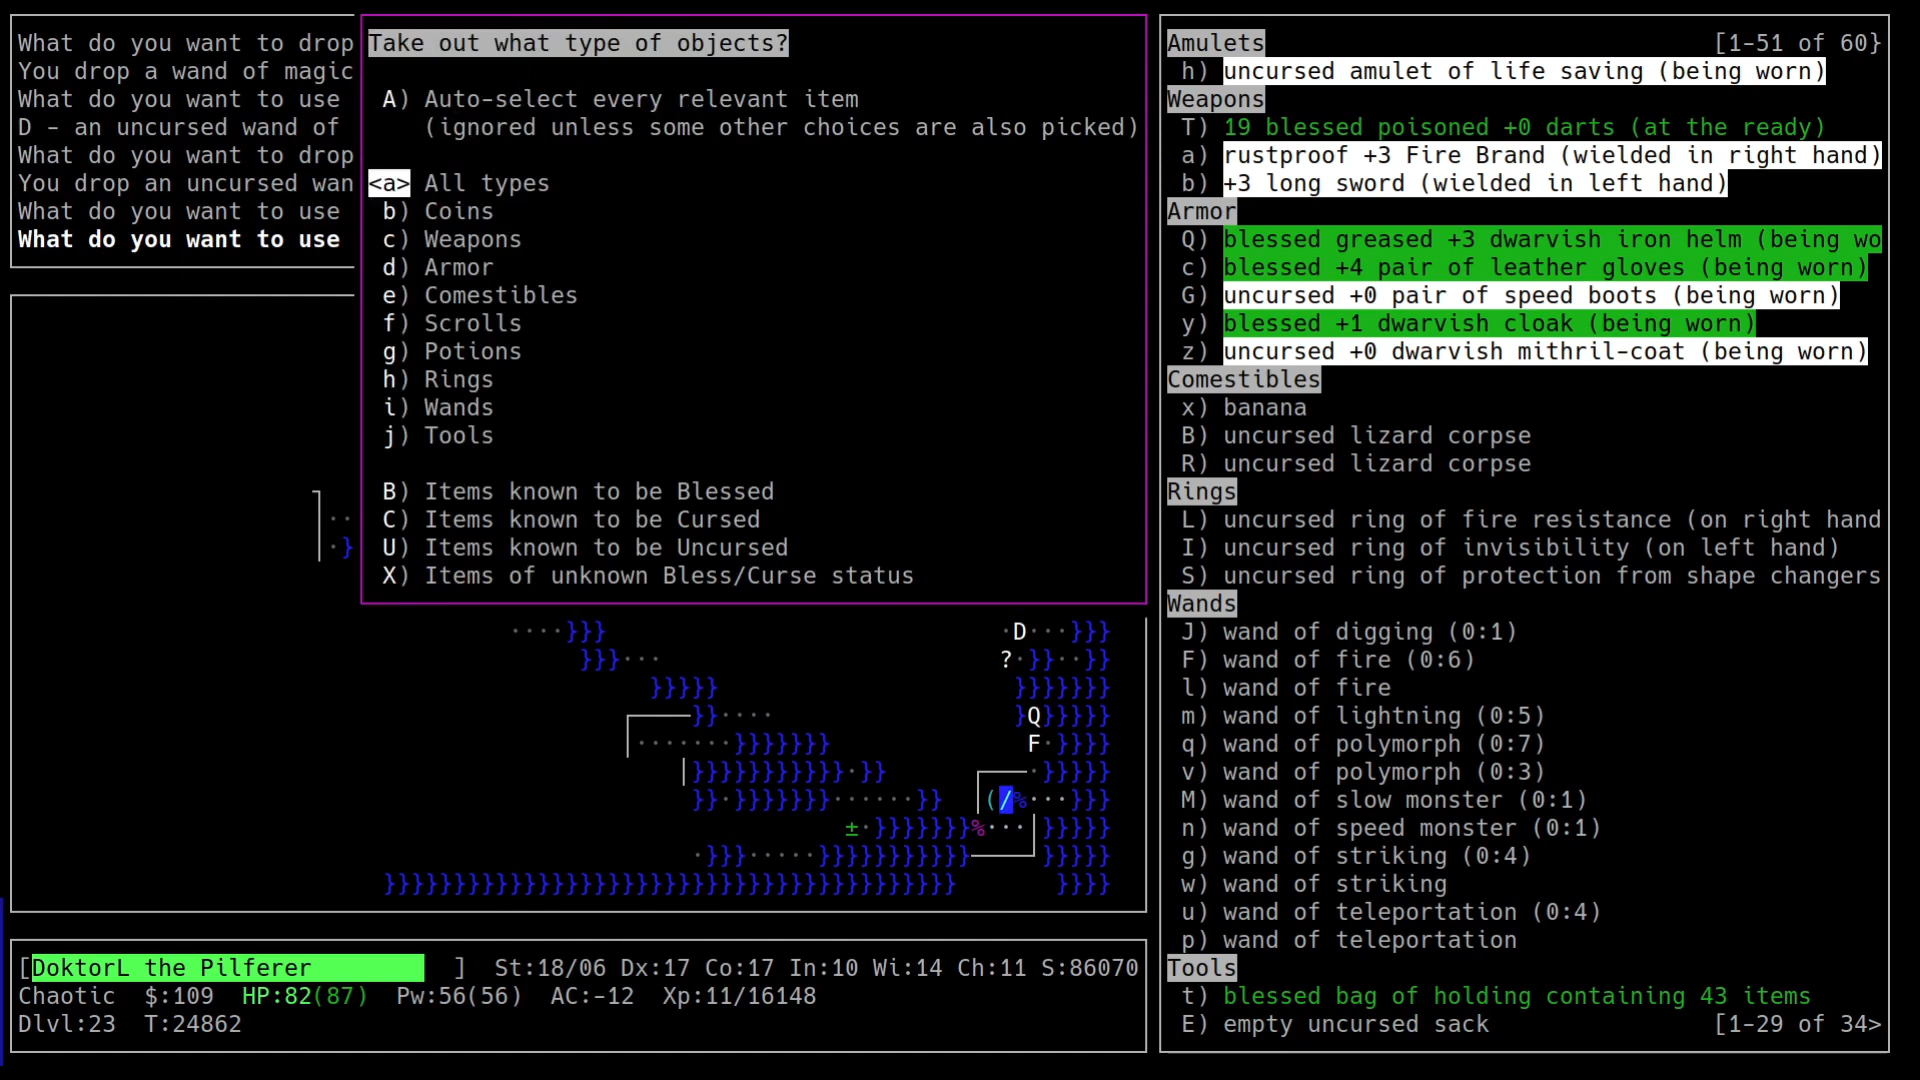 What do you want to drop
You drop a wand of magic
What do you want to use
D - an uncursed wand of
What do you want to drop
You drop an uncursed wan
What do you want to use
What do you want to use
Take out what type of objects?
A) Auto-select every relevant item
(ignored unless some other choices are also picked)
<a> All types
b) Coins
c) Weapons
d) Armor
e) Comestibles
f) Scrolls
g) Potions
h) Rings
i) Wands
j) Tools
B) Items known to be Blessed
C) Items known to be Cursed
U) Items known to be Uncursed
X) Items of unknown Bless/Curse status
··
·}
····}}} ·D···}}}
}}}··· ?·}}··}}
}}}}} }}}}}}}
}}···· }Q}}}}}
·······}}}}}}} F·}}}}
}}}}}}}}}}}·}} ·}}}}}
}}·}}}}}}}······}} (/%···}}}
±·}}}}}}}%··· }}}}}
·}}}·····}}}}}}}}}}} }}}}}
}}}}}}}}}}}}}}}}}}}}}}}}}}}}}}}}}}}}}}}}} }}}}
[DoktorL the Pilferer ] St:18/06 Dx:17 Co:17 In:10 Wi:14 Ch:11 S:86070
Chaotic $:109 HP:82(87) Pw:56(56) AC:-12 Xp:11/16148
Dlvl:23 T:24862
Amulets [1-51 of 60}
h) uncursed amulet of life saving (being worn)
Weapons
T) 19 blessed poisoned +0 darts (at the ready)
a) rustproof +3 Fire Brand (wielded in right hand)
b) +3 long sword (wielded in left hand)
Armor
Q) blessed greased +3 dwarvish iron helm (being wo
c) blessed +4 pair of leather gloves (being worn)
G) uncursed +0 pair of speed boots (being worn)
y) blessed +1 dwarvish cloak (being worn)
z) uncursed +0 dwarvish mithril-coat (being worn)
Comestibles
x) banana
B) uncursed lizard corpse
R) uncursed lizard corpse
Rings
L) uncursed ring of fire resistance (on right hand
I) uncursed ring of invisibility (on left hand)
S) uncursed ring of protection from shape changers
Wands
J) wand of digging (0:1)
F) wand of fire (0:6)
l) wand of fire
m) wand of lightning (0:5)
q) wand of polymorph (0:7)
v) wand of polymorph (0:3)
M) wand of slow monster (0:1)
n) wand of speed monster (0:1)
g) wand of striking (0:4)
w) wand of striking
u) wand of teleportation (0:4)
p) wand of teleportation
Tools
t) blessed bag of holding containing 43 items
E) empty uncursed sack [1-29 of 34>